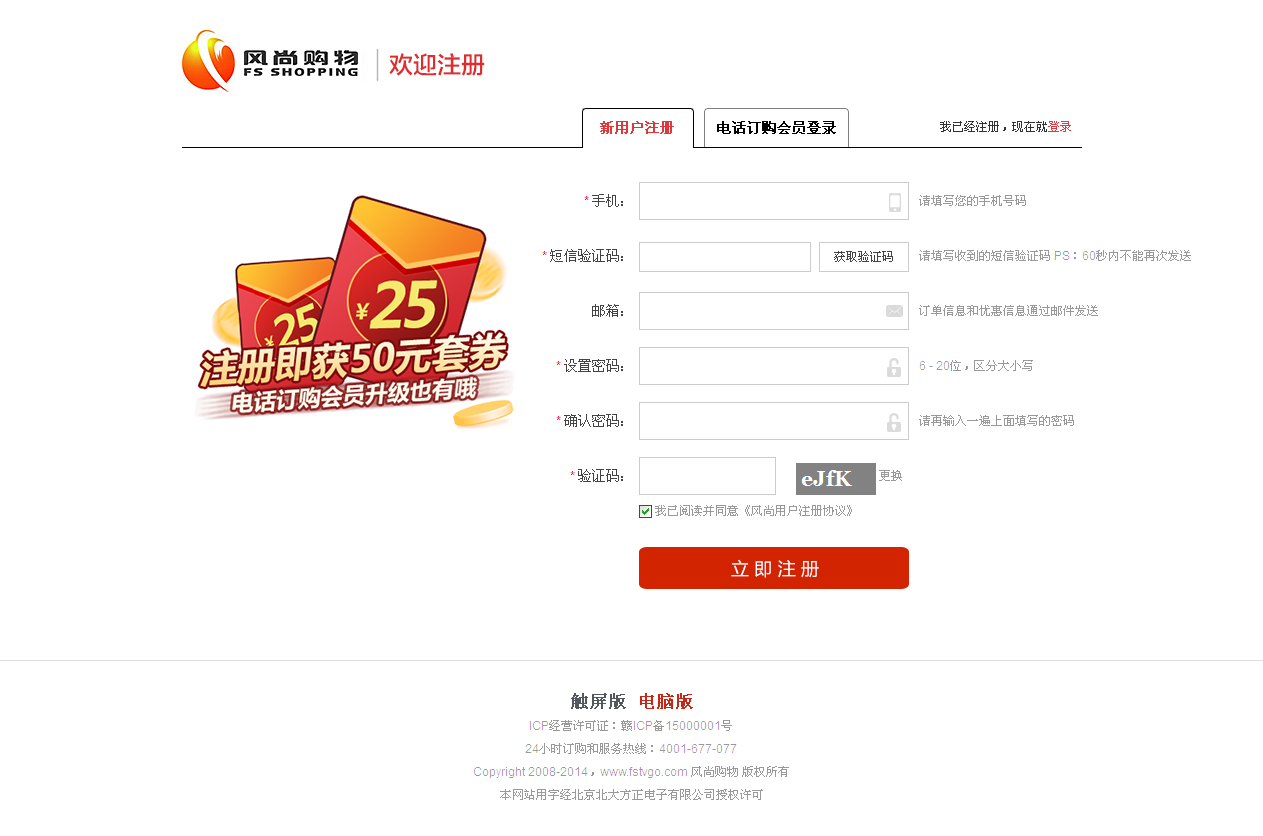 风尚购物
FS SHOPPING
欢迎注册
新用户注册
电话订购会员登录
我已经注册，现在就登录
*手机：
请填写您的手机号码
*短信验证码：
获取验证码
请填写收到的短信验证码 PS：60秒内不能再次发送
邮箱：
订单信息和优惠信息通过邮件发送
*设置密码：
6 - 20位，区分大小写
*确认密码：
请再输入一遍上面填写的密码
*验证码：
eJfK
更换
我已阅读并同意《风尚用户注册协议》
立即注册
¥25
¥25
注册即获50元套券
电话订购会员升级也有哦
触屏版 电脑版
ICP经营许可证：赣ICP备15000001号
24小时订购和服务热线：4001-677-077
Copyright 2008-2014，www.fstvgo.com 风尚购物 版权所有
本网站用字经北京北大方正电子有限公司授权许可